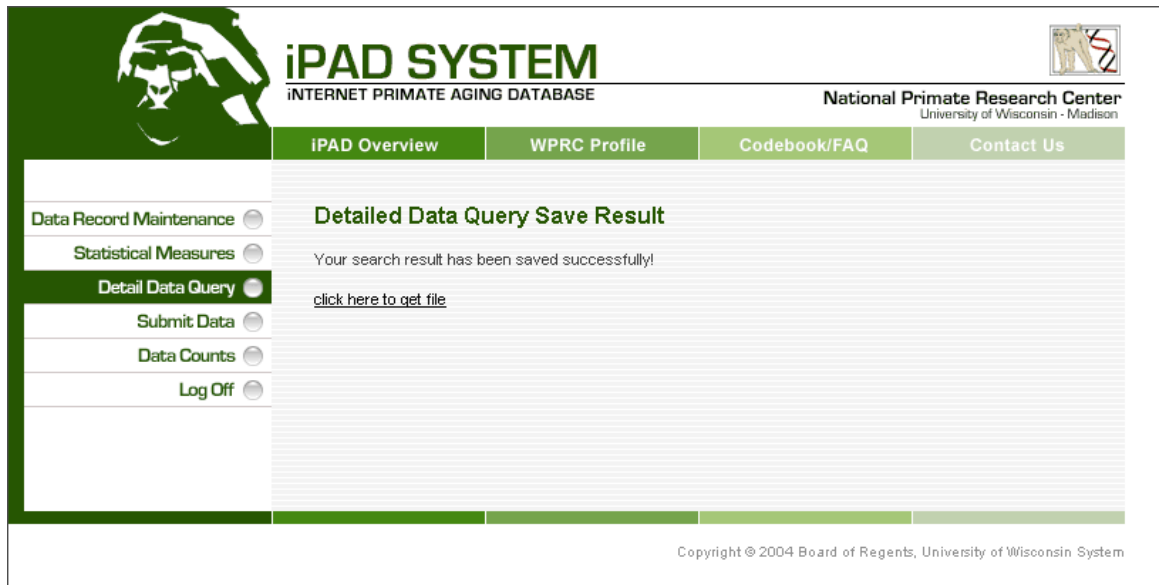 iPAD SYSTEM
iNTERNET PRIMATE AGING DATABASE
National Primate Research Center
University of Wisconsin - Madison
iPAD Overview
WPRC Profile
Codebook/FAQ
Contact Us
Data Record Maintenance
Statistical Measures
Detail Data Query
Submit Data
Data Counts
Log Off
Detailed Data Query Save Result
Your search result has been saved successfully!
click here to get file
Copyright © 2004 Board of Regents, University of Wisconsin System